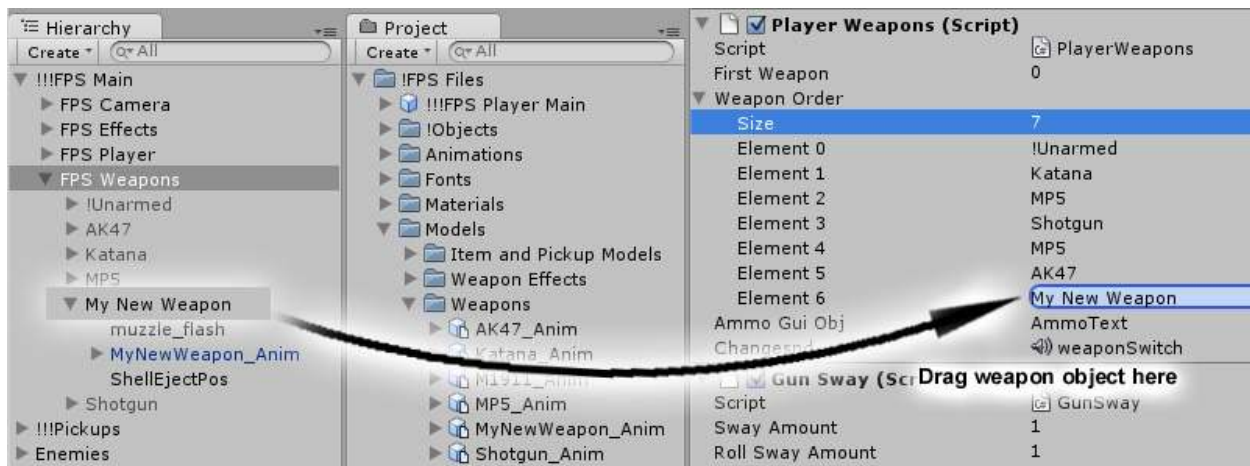 Hierarchy
Create
All
!!!FPS Main
FPS Camera
FPS Effects
FPS Player
FPS Weapons
!Unarmed
AK47
Katana
MP5
My New Weapon
muzzle_flash
MyNewWeapon_Anim
ShellEjectPos
Shotgun
!!!Pickups
Enemies
Project
Create
All
!FPS Files
!!!FPS Player Main
!Objects
Animations
Fonts
Materials
Models
Item and Pickup Models
Weapon Effects
Weapons
AK47_Anim
Katana_Anim
M1911_Anim
MP5_Anim
MyNewWeapon_Anim
Shotgun_Anim
Player Weapons (Script)
Script PlayerWeapons
First Weapon 0
Weapon Order
Size 7
Element 0 !Unarmed
Element 1 Katana
Element 2 MP5
Element 3 Shotgun
Element 4 MP5
Element 5 AK47
Element 6 My New Weapon
Ammo Gui Obj AmmoText
Changesnd weaponSwitch
Gun Sway (Sc
Drag weapon object here
Script GunSway
Sway Amount 1
Roll Sway Amount 1